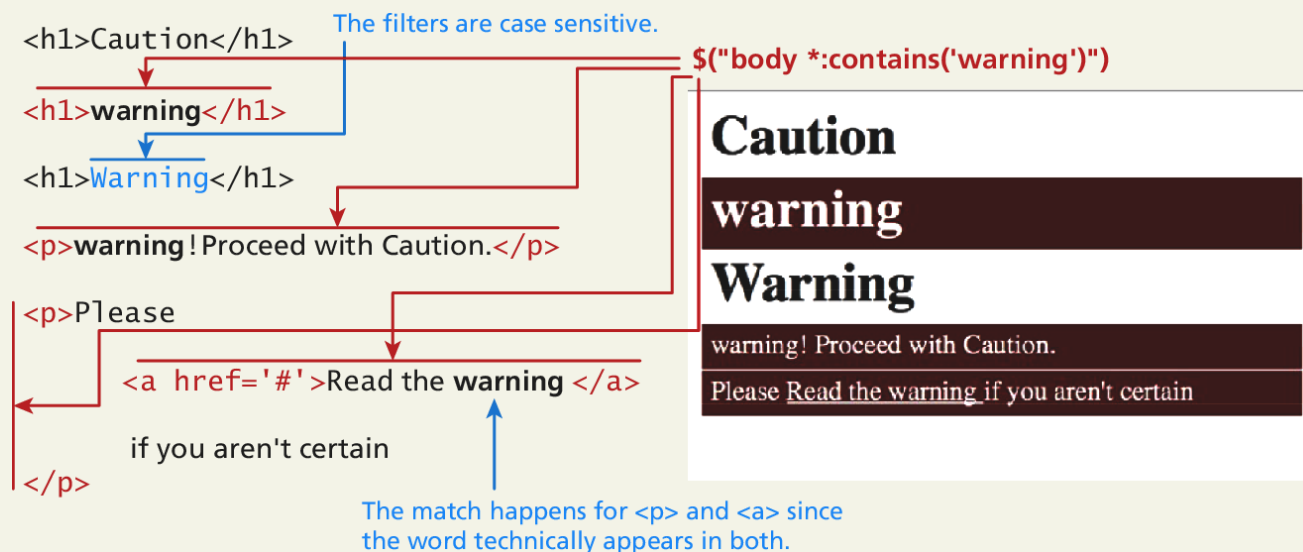 The filters are case sensitive.
<h1>Caution</h1>
$("body *:contains('warning')")
<h1>warning</h1>
<h1>Warning</h1>
<p>warning!Proceed with Caution.</p>
<p>Please
<a href='#'>Read the warning </a>
if you aren't certain
</p>
The match happens for <p> and <a> since
the word technically appears in both.
Caution
warning
Warning
warning! Proceed with Caution.
Please Read the warning if you aren't certain